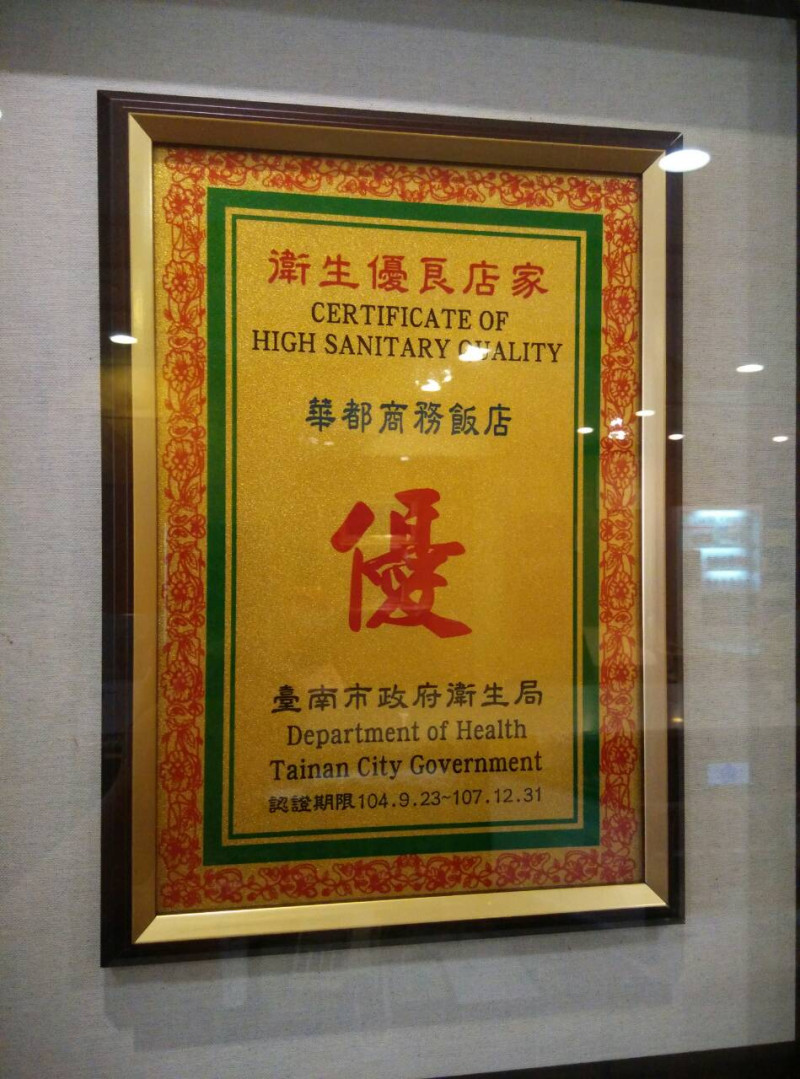 衛生優良店家
CERTIFICATE OF
HIGH SANITARY QUALITY
華都商務飯店
優
臺南市政府衛生局
Department of Health
Tainan City Government
認證期限104.9.23~107.12.31